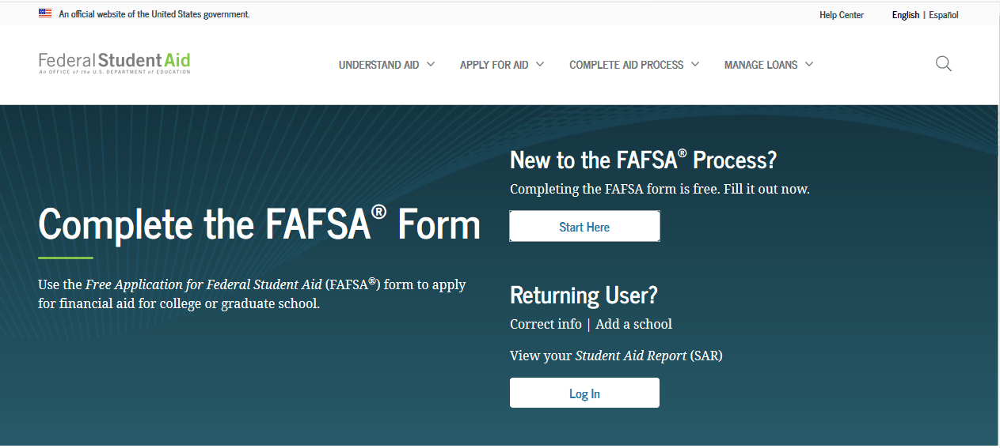 An official website of the United States government.
Help Center
English | Español
Federal Student Aid
An OFFICE of the U.S. DEPARTMENT of EDUCATION
UNDERSTAND AID
APPLY FOR AID
COMPLETE AID PROCESS
MANAGE LOANS
Complete the FAFSA® Form
Use the Free Application for Federal Student Aid (FAFSA®) form to apply
for financial aid for college or graduate school.
New to the FAFSA® Process?
Completing the FAFSA form is free. Fill it out now.
Start Here
Returning User?
Correct info | Add a school
View your Student Aid Report (SAR)
Log In